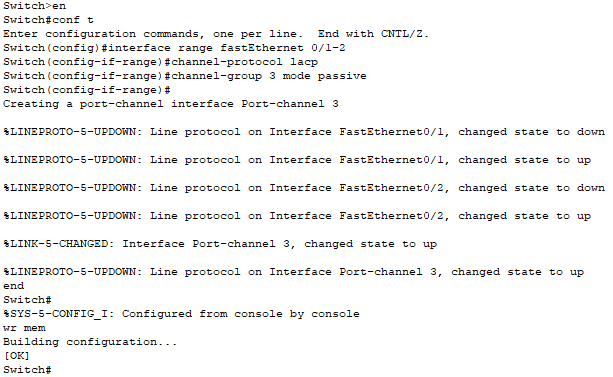 Switch>en
Switch#conf t
Enter configuration commands, one per line.  End with CNTL/Z.
Switch(config)#interface range fastEthernet 0/1-2
Switch(config-if-range)#channel-protocol lacp
Switch(config-if-range)#channel-group 3 mode passive
Switch(config-if-range)#
Creating a port-channel interface Port-channel 3
%LINEPROTO-5-UPDOWN: Line protocol on Interface FastEthernet0/1, changed state to down
%LINEPROTO-5-UPDOWN: Line protocol on Interface FastEthernet0/1, changed state to up
%LINEPROTO-5-UPDOWN: Line protocol on Interface FastEthernet0/2, changed state to down
%LINEPROTO-5-UPDOWN: Line protocol on Interface FastEthernet0/2, changed state to up
%LINK-5-CHANGED: Interface Port-channel 3, changed state to up
%LINEPROTO-5-UPDOWN: Line protocol on Interface Port-channel 3, changed state to up
end
Switch#
%SYS-5-CONFIG_I: Configured from console by console
wr mem
Building configuration...
[OK]
Switch#